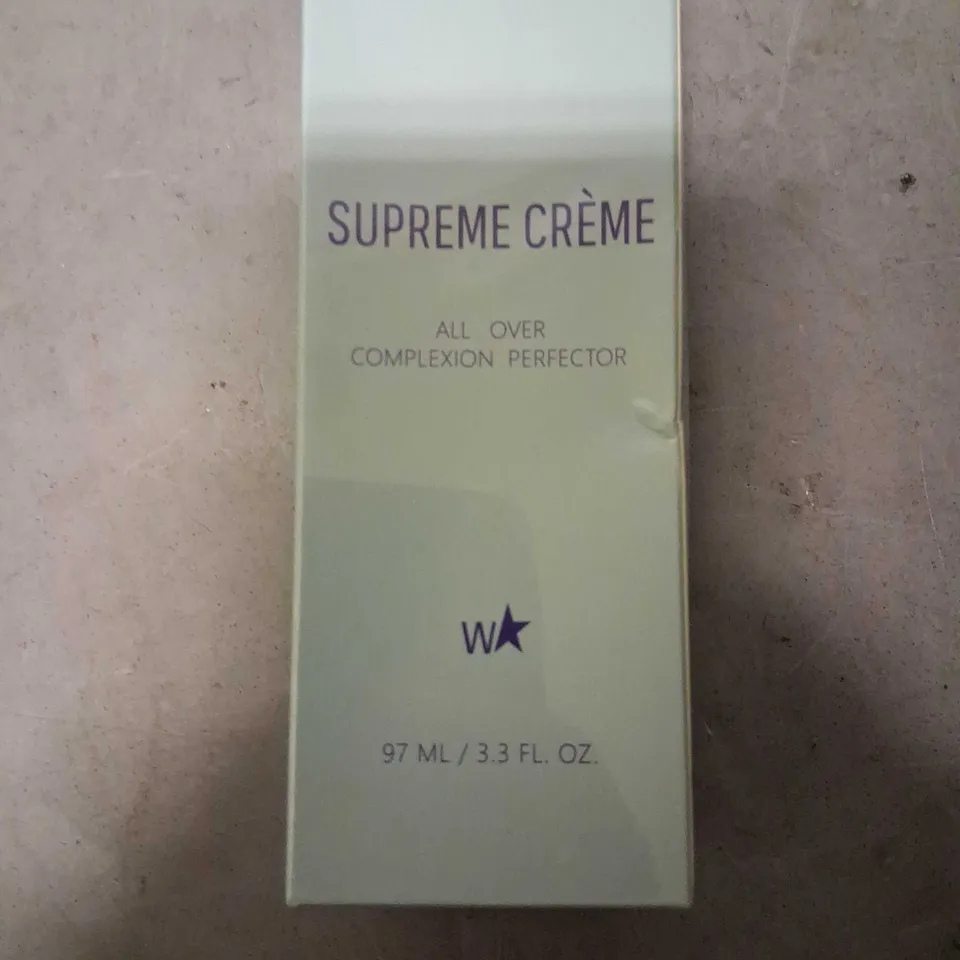 SUPREME CRÈME
ALL OVER
COMPLEXION PERFECTOR
W★
97 ML / 3.3 FL. OZ.